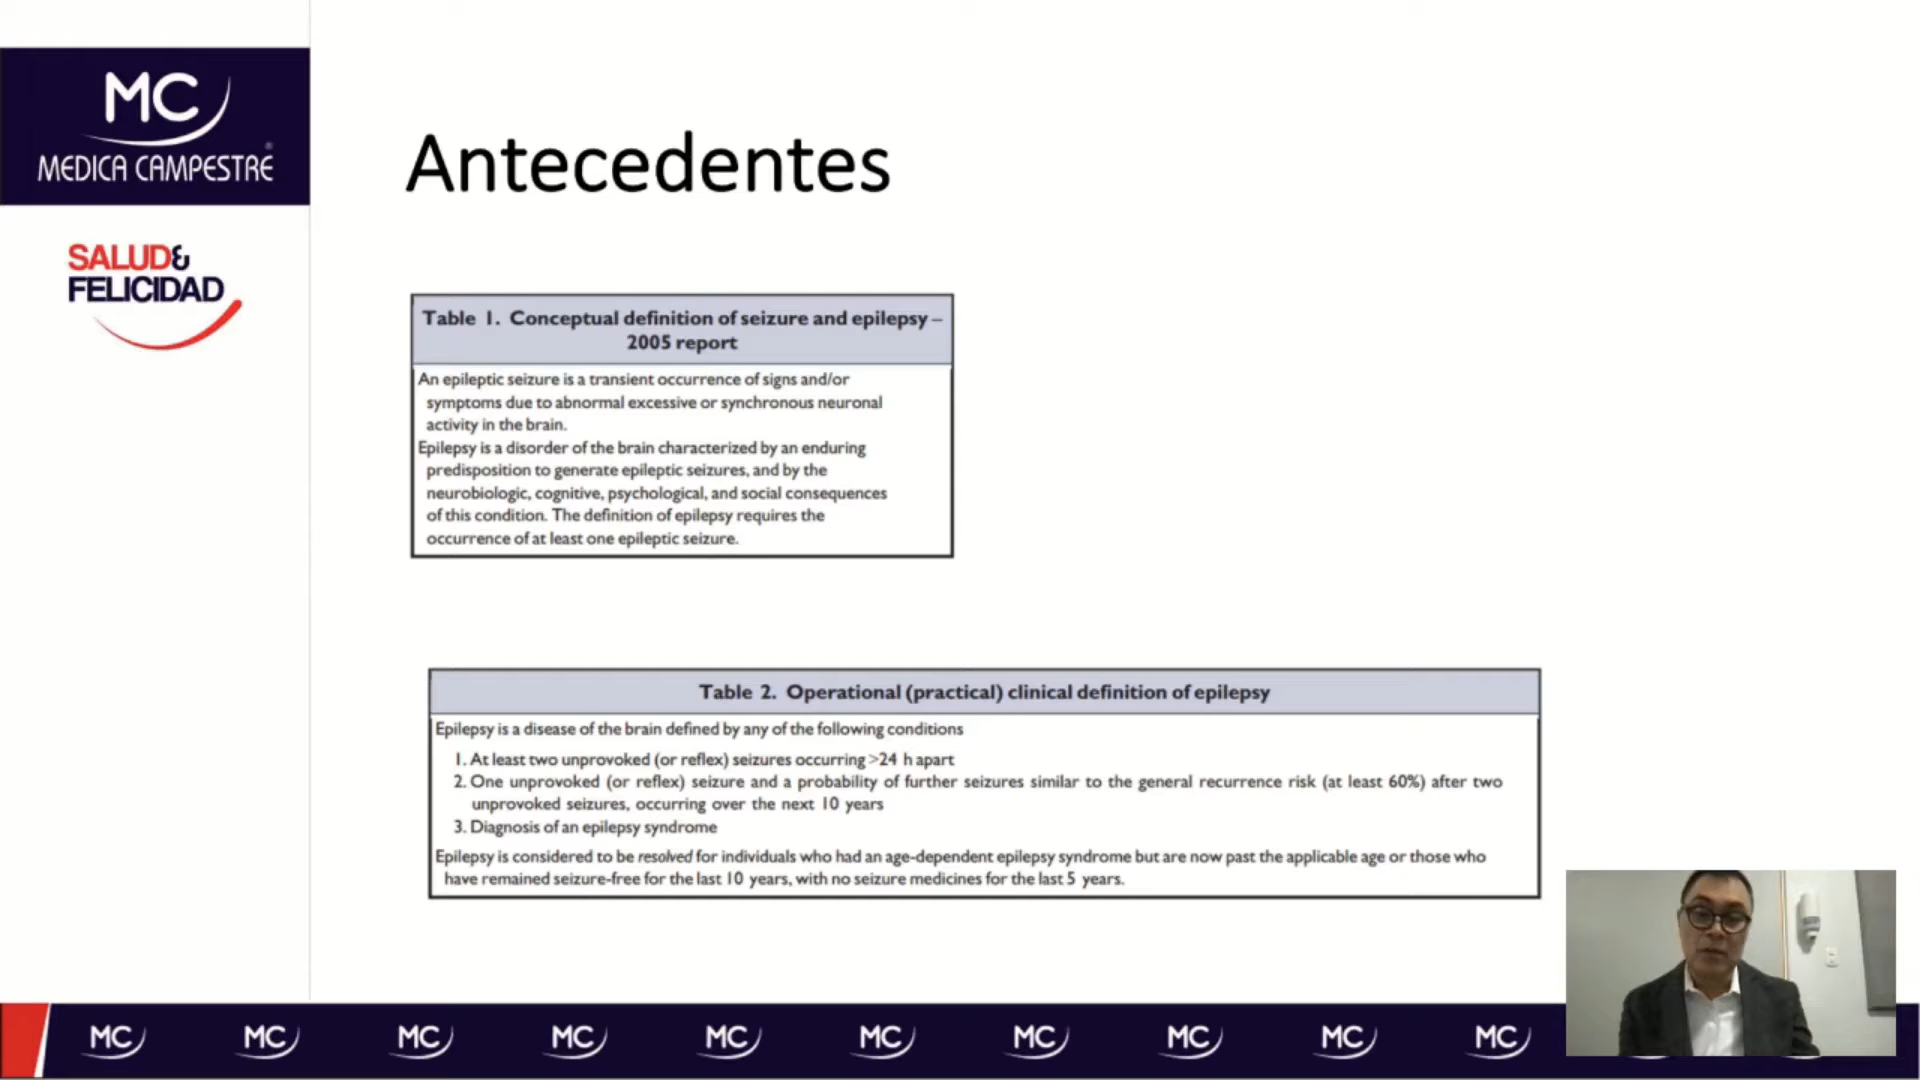 MC
MEDICA CAMPESTRE®
SALUD&
FELICIDAD
Antecedentes
Table 1. Conceptual definition of seizure and epilepsy –
2005 report
An epileptic seizure is a transient occurrence of signs and/or
symptoms due to abnormal excessive or synchronous neuronal
activity in the brain.
Epilepsy is a disorder of the brain characterized by an enduring
predisposition to generate epileptic seizures, and by the
neurobiologic, cognitive, psychological, and social consequences
of this condition. The definition of epilepsy requires the
occurrence of at least one epileptic seizure.
Table 2. Operational (practical) clinical definition of epilepsy
Epilepsy is a disease of the brain defined by any of the following conditions
1. At least two unprovoked (or reflex) seizures occurring >24 h apart
2. One unprovoked (or reflex) seizure and a probability of further seizures similar to the general recurrence risk (at least 60%) after two
unprovoked seizures, occurring over the next 10 years
3. Diagnosis of an epilepsy syndrome
Epilepsy is considered to be resolved for individuals who had an age-dependent epilepsy syndrome but are now past the applicable age or those who
have remained seizure-free for the last 10 years, with no seizure medicines for the last 5 years.
MC MC MC MC MC MC MC MC MC MC